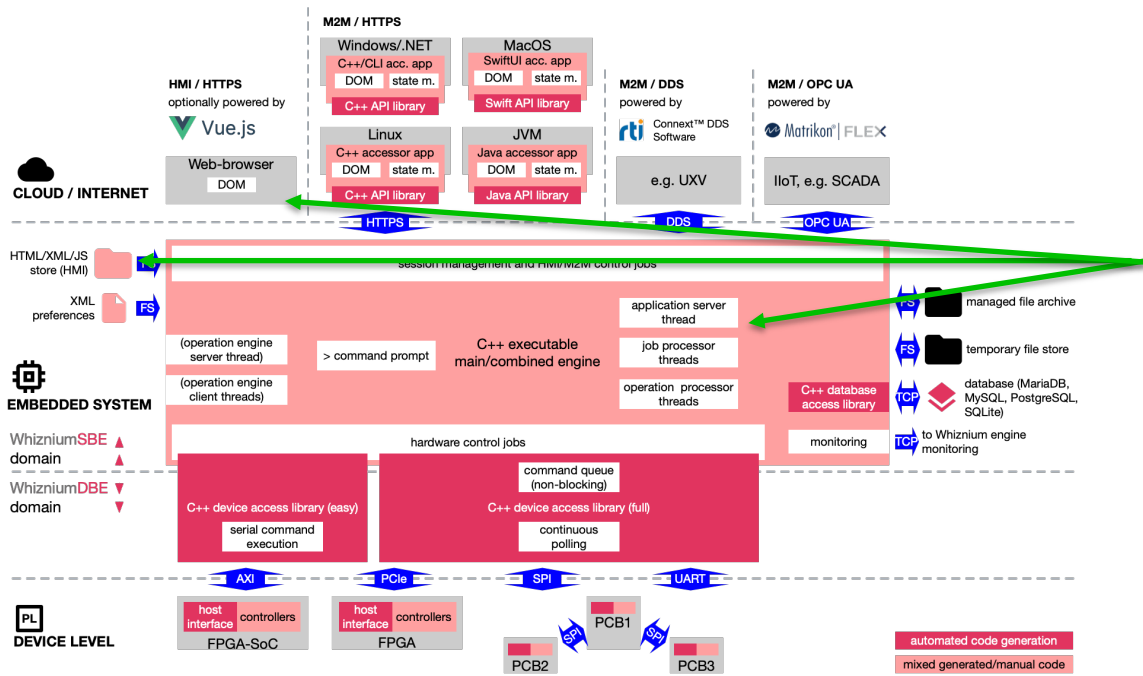 M2M / HTTPS
Windows/.NET
C++/CLI acc. app
DOM
state m.
C++ API library
MacOS
SwiftUI acc. app
DOM
state m.
Swift API library
Linux
C++ accessor app
DOM
state m.
C++ API library
JVM
Java accessor app
DOM
state m.
Java API library
HMI / HTTPS
optionally powered by
Vue.js
Web-browser
DOM
M2M / DDS
powered by
rti
Connext™ DDS
Software
e.g. UXV
M2M / OPC UA
powered by
Matrikon® FLEX
IIoT, e.g. SCADA
CLOUD / INTERNET
HTTPS
DDS
OPC UA
HTML/XML/JS
store (HMI)
session management and HMI/M2M control jobs
XML
preferences
FS
application server
thread
FS
managed file archive
(operation engine
server thread)
> command prompt
C++ executable
main/combined engine
job processor
threads
FS
temporary file store
(operation engine
client threads)
operation processor
threads
C++ database
access library
TCP
database (MariaDB,
MySQL, PostgreSQL,
SQLite)
EMBEDDED SYSTEM
hardware control jobs
monitoring
TCP
to Whiznium engine
monitoring
WhizniumSBE
domain
WhizniumDBE
domain
command queue
(non-blocking)
C++ device access library (easy)
C++ device access library (full)
serial command
execution
continuous
polling
AXI
PCIe
SPI
UART
PL
DEVICE LEVEL
host
interface
controllers
FPGA-SoC
host
interface
controllers
FPGA
PCB1
SPI
SPI
PCB2
PCB3
automated code generation
mixed generated/manual code